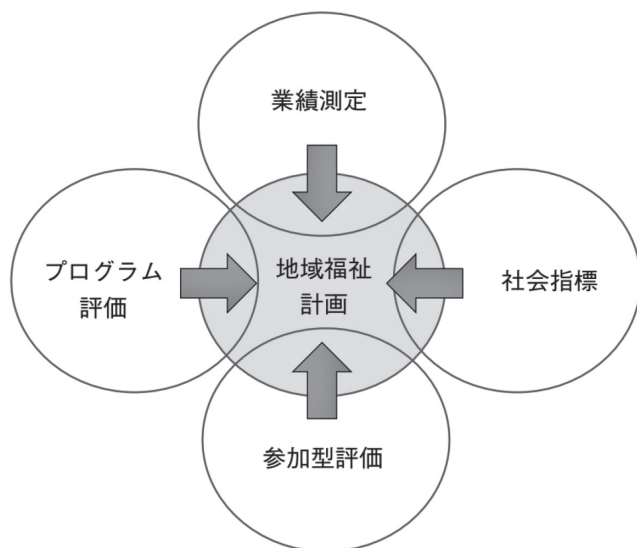 業績測定
プログラム
評価
地域福祉
計画
社会指標
参加型評価